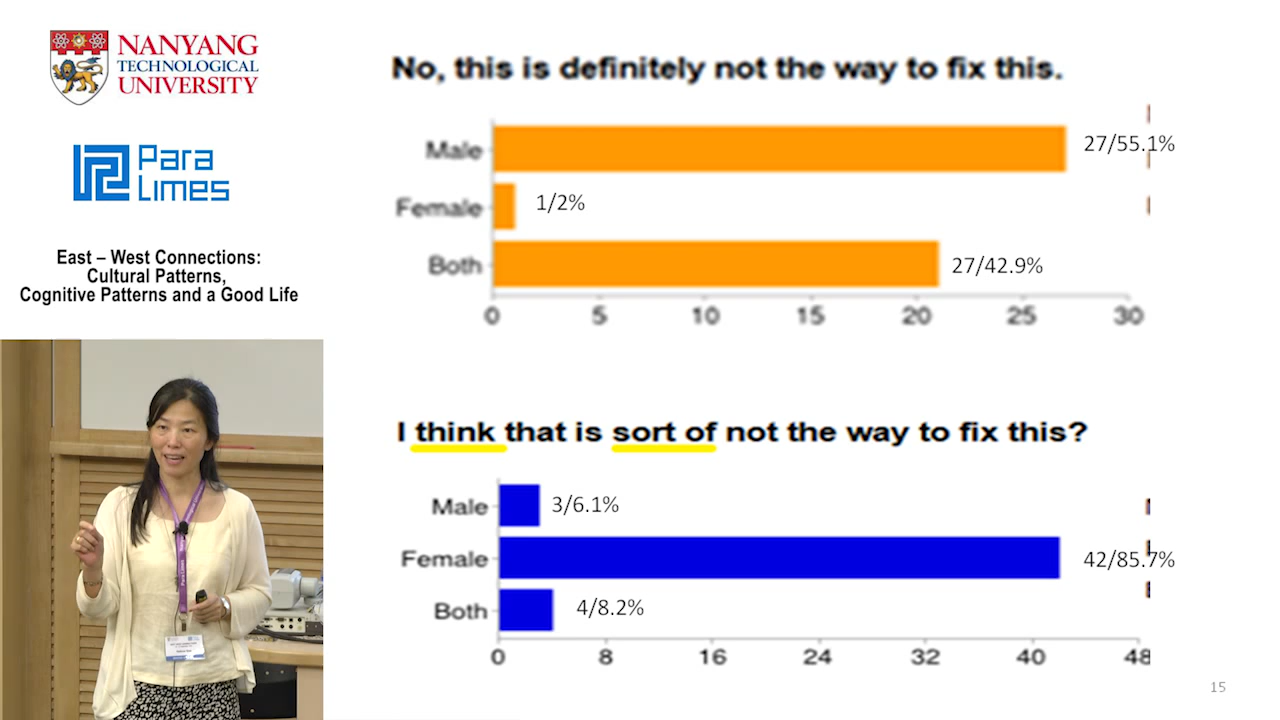 NANYANG
TECHNOLOGICAL
UNIVERSITY
Para
Limes
East – West Connections:
Cultural Patterns,
Cognitive Patterns and a Good Life
No, this is definitely not the way to fix this.
Male 27/55.1%
Female 1/2%
Both 27/42.9%
0 5 10 15 20 25 30
I think that is sort of not the way to fix this?
Male 3/6.1%
Female 42/85.7%
Both 4/8.2%
0 8 16 24 32 40 48
15